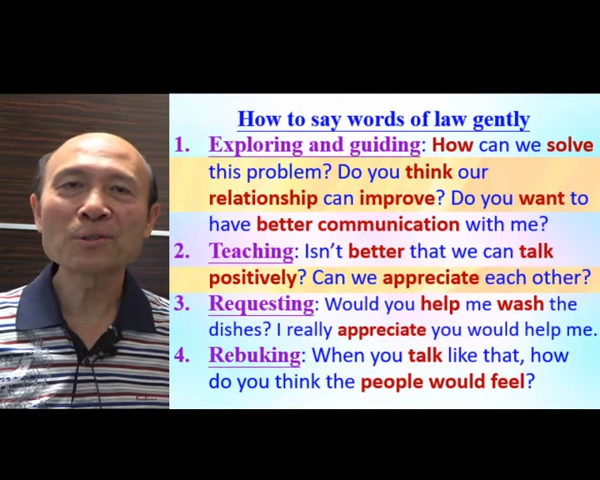 How to say words of law gently
1. Exploring and guiding: How can we solve
this problem? Do you think our
relationship can improve? Do you want to
have better communication with me?
2. Teaching: Isn't better that we can talk
positively? Can we appreciate each other?
3. Requesting: Would you help me wash the
dishes? I really appreciate you would help me.
4. Rebuking: When you talk like that, how
do you think the people would feel?